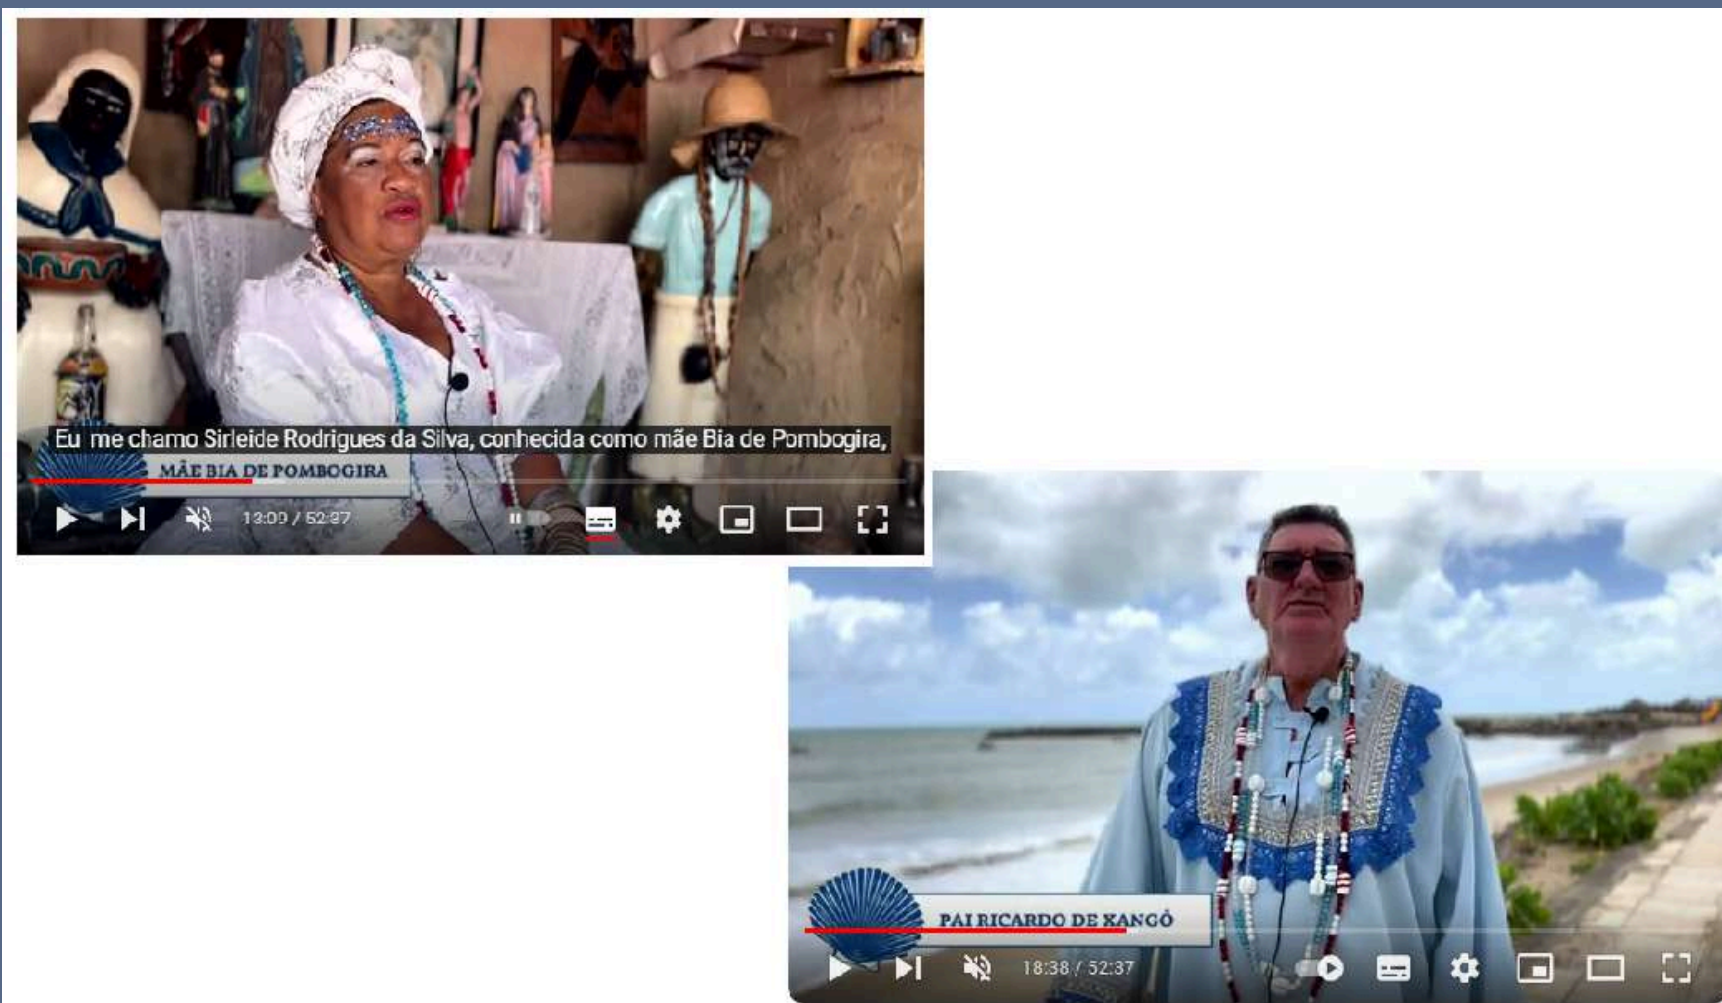 Eu me chamo Sirleide Rodrigues da Silva, conhecida como mãe Bia de Pombogira,
MÃE BIA DE POMBOGIRA
13:09 / 52:37
PAI RICARDO DE XANGÔ
18:38 / 52:37